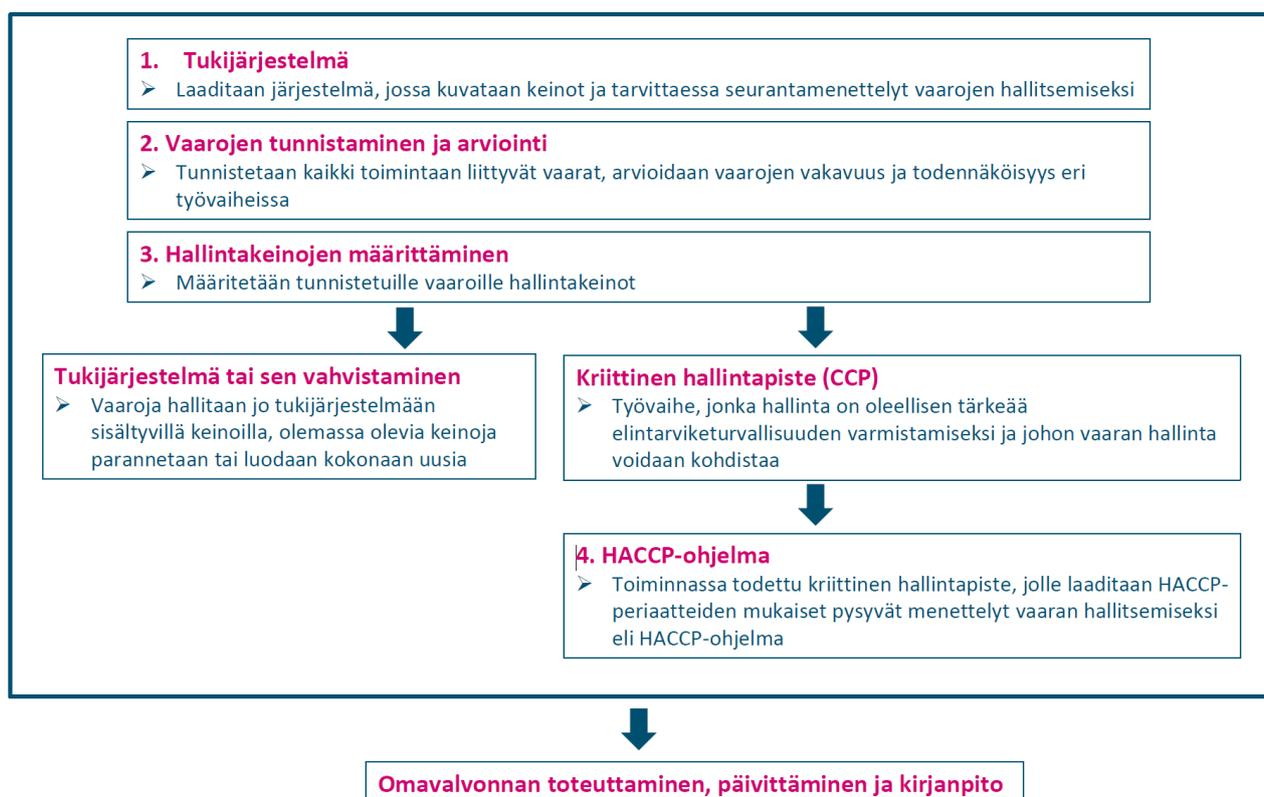 1. Tukijärjestelmä
➢ Laaditaan järjestelmä, jossa kuvataan keinot ja tarvittaessa seurantamenettelyt vaarojen hallitsemiseksi
2. Vaarojen tunnistaminen ja arviointi
➢ Tunnistetaan kaikki toimintaan liittyvät vaarat, arvioidaan vaarojen vakavuus ja todennäköisyys eri
työvaiheissa
3. Hallintakeinojen määrittäminen
➢ Määritetään tunnistetuille vaaroille hallintakeinot
Tukijärjestelmä tai sen vahvistaminen
➢ Vaaroja hallitaan jo tukijärjestelmään
sisältyvillä keinoilla, olemassa olevia keinoja
parannetaan tai luodaan kokonaan uusia
Kriittinen hallintapiste (CCP)
➢ Työvaihe, jonka hallinta on oleellisen tärkeää
elintarviketurvallisuuden varmistamiseksi ja johon vaaran hallinta
voidaan kohdistaa
4. HACCP-ohjelma
➢ Toiminnassa todettu kriittinen hallintapiste, jolle laaditaan HACCP-
periaatteiden mukaiset pysyvät menettelyt vaaran hallitsemiseksi
eli HACCP-ohjelma
Omavalvonnan toteuttaminen, päivittäminen ja kirjanpito